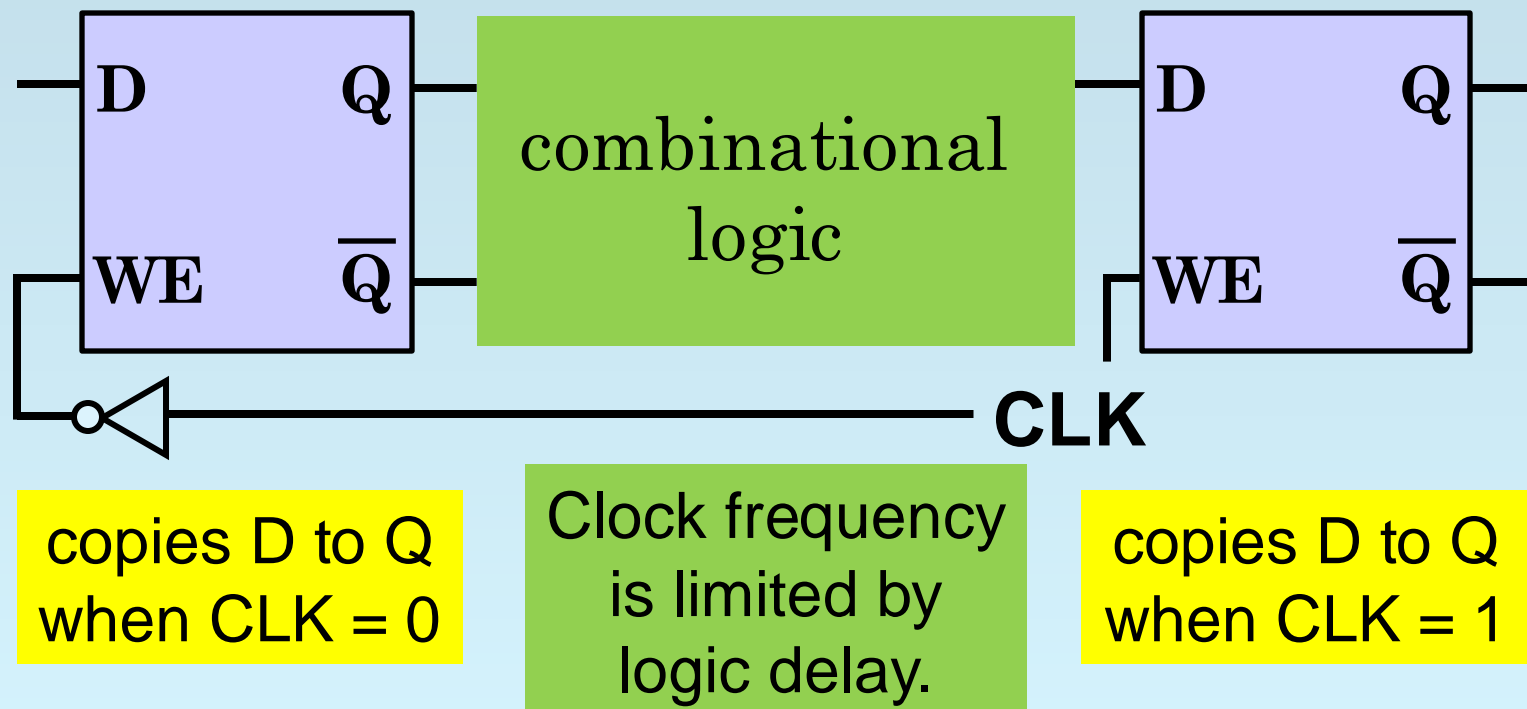 D Q
WE Q̅
combinational
logic
D Q
WE Q̅
CLK
copies D to Q
when CLK = 0
Clock frequency
is limited by
logic delay.
copies D to Q
when CLK = 1